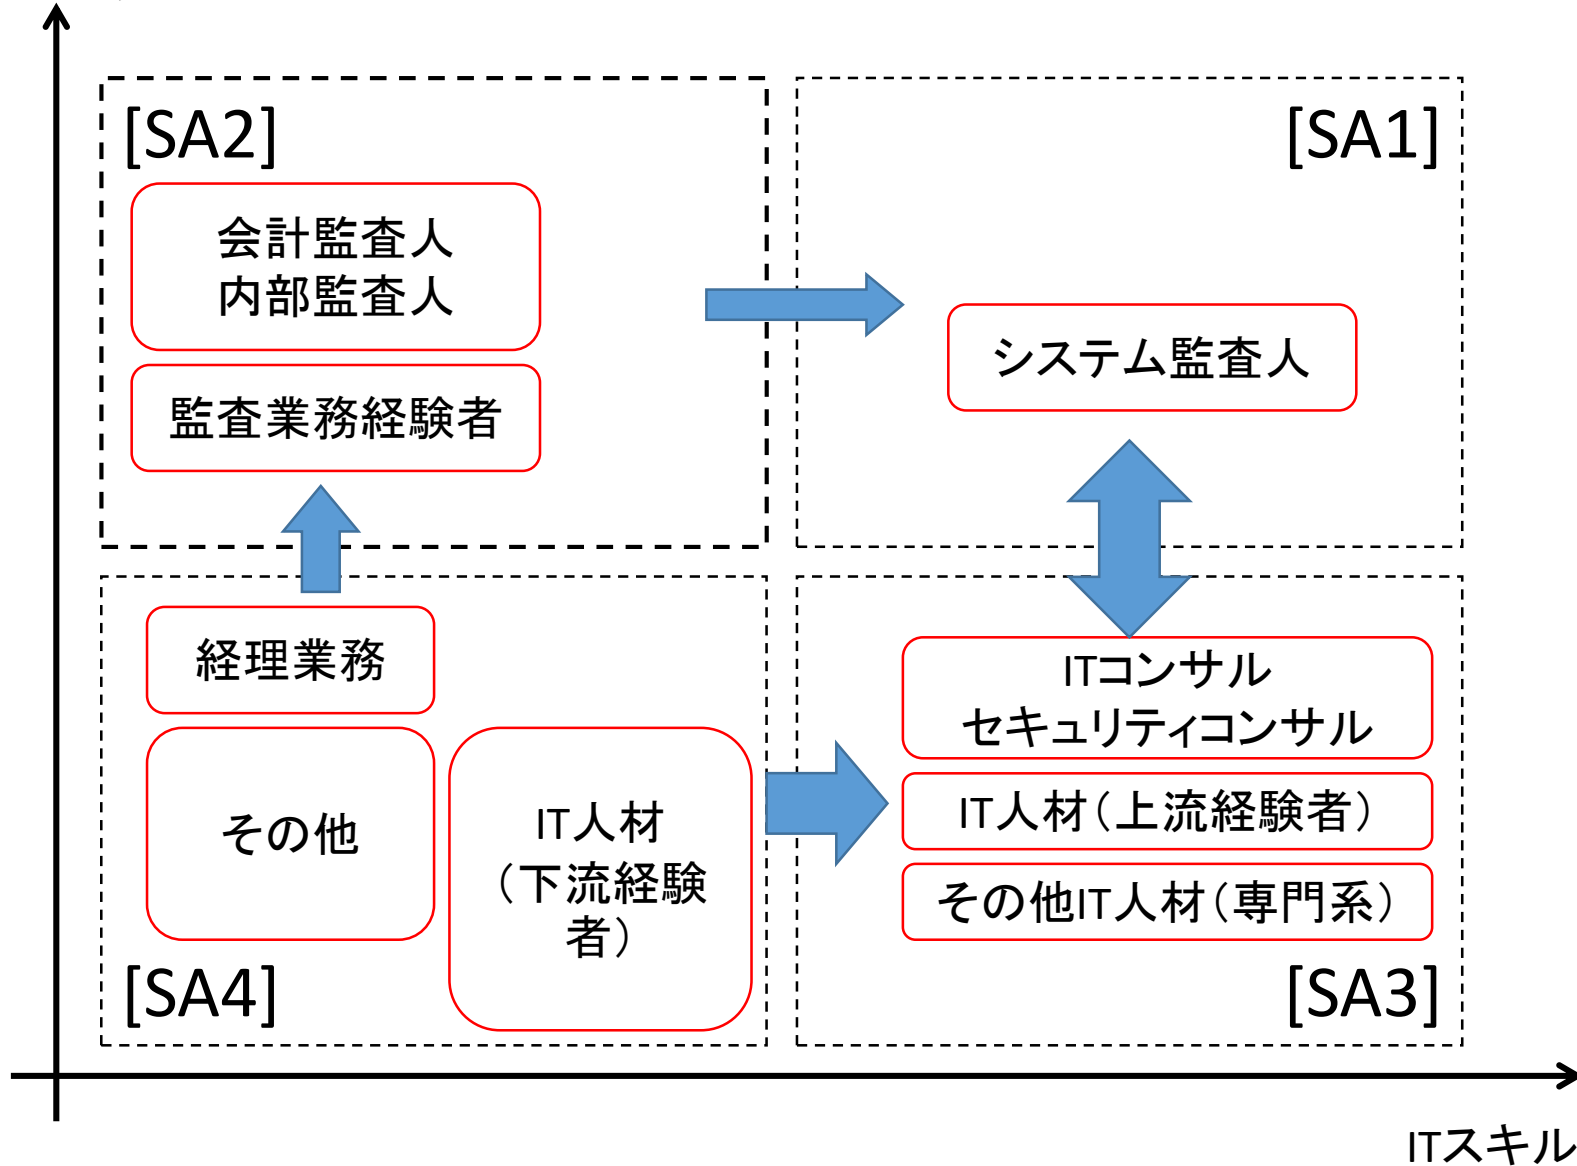 [SA2]
会計監査人
内部監査人
監査業務経験者
[SA1]
システム監査人
経理業務
その他
IT人材
（下流経験
者）
[SA4]
ITコンサル
セキュリティコンサル
IT人材（上流経験者）
その他IT人材（専門系）
[SA3]
ITスキル